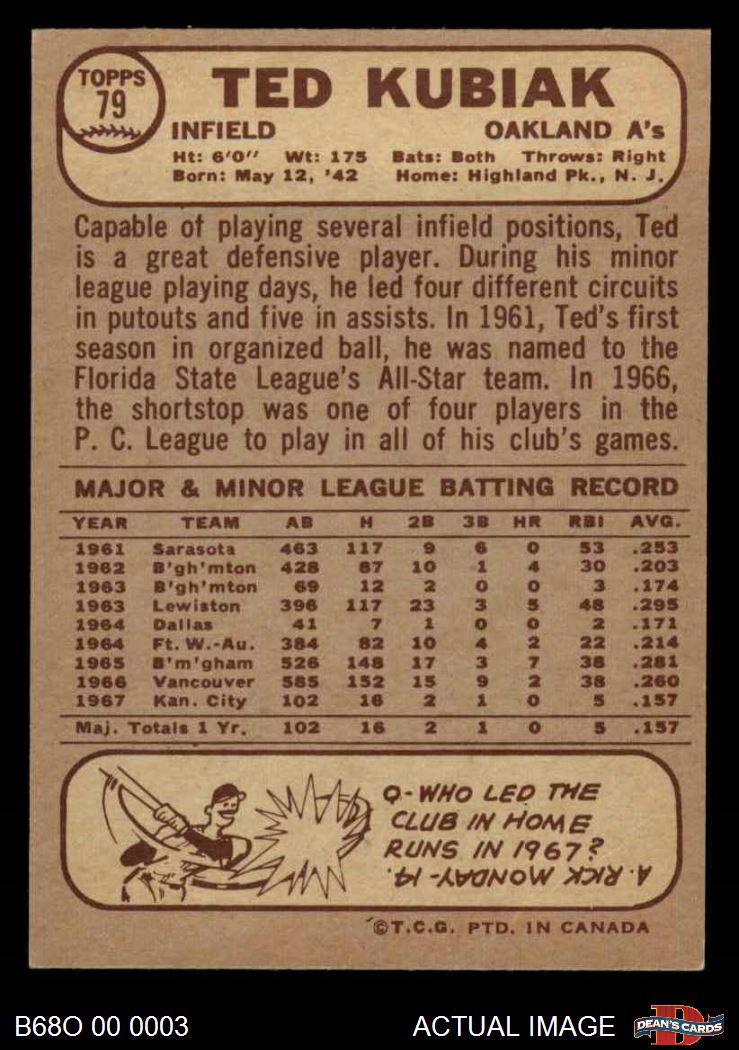 TOPPS
79
TED KUBIAK
INFIELD OAKLAND A's
Ht: 6'0" Wt: 175 Bats: Both Throws: Right
Born: May 12, '42 Home: Highland Pk., N. J.
Capable of playing several infield positions, Ted
is a great defensive player. During his minor
league playing days, he led four different circuits
in putouts and five in assists. In 1961, Ted's first
season in organized ball, he was named to the
Florida State League's All-Star team. In 1966,
the shortstop was one of four players in the
P. C. League to play in all of his club's games.
MAJOR & MINOR LEAGUE BATTING RECORD
YEAR TEAM AB H 2B 3B HR RBI AVG.
1961 Sarasota 463 117 9 6 0 53 .253
1962 B'gh'mton 428 87 10 1 4 30 .203
1963 B'gh'mton 69 12 2 0 0 3 .174
1963 Lewiston 396 117 23 3 5 48 .295
1964 Dallas 41 7 1 0 0 2 .171
1964 Ft. W.-Au. 384 82 10 4 2 22 .214
1965 B'm'gham 526 148 17 3 7 38 .281
1966 Vancouver 585 152 15 9 2 38 .260
1967 Kan. City 102 16 2 1 0 5 .157
Maj. Totals 1 Yr. 102 16 2 1 0 5 .157
Q-WHO LED THE
CLUB IN HOME
RUNS IN 1967?
A. RICK MONDAY-14.
©T.C.G. PTD. IN CANADA
B68O 00 0003 ACTUAL IMAGE
DEAN'S CARDS